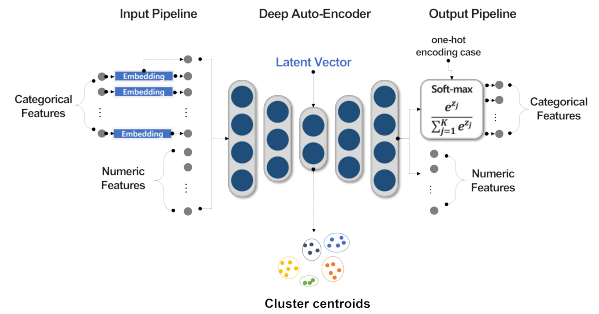 Input Pipeline
Deep Auto-Encoder
Output Pipeline
one-hot
encoding case
Latent Vector
Embedding
Embedding
Embedding
Categorical
Features
Numeric
Features
Soft-max
e^{z_j}
∑_{j=1}^{K} e^{z_j}
Categorical
Features
Numeric
Features
Cluster centroids